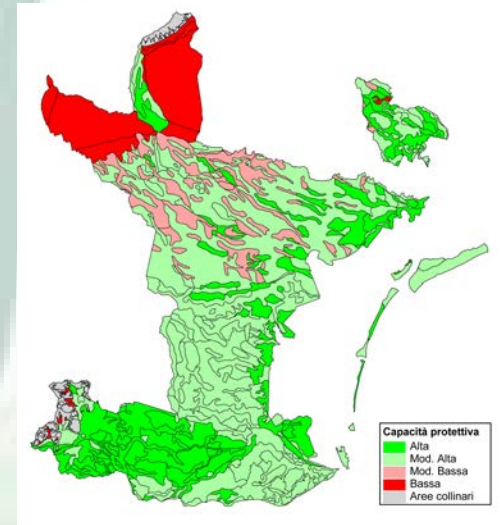 Capacità protettiva
Alta
Mod. Alta
Mod. Bassa
Bassa
Aree collinari